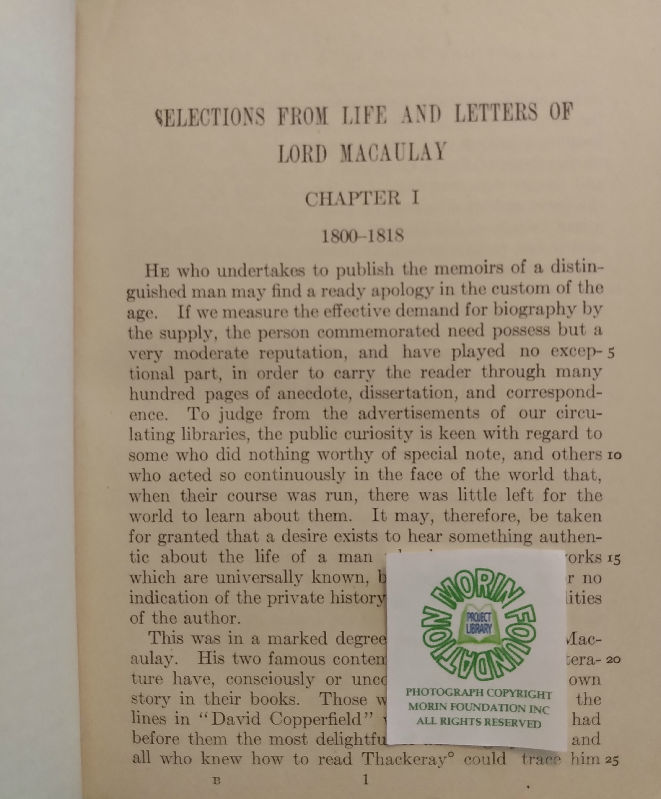 SELECTIONS FROM LIFE AND LETTERS OF
LORD MACAULAY
CHAPTER I
1800–1818
HE who undertakes to publish the memoirs of a distin-
guished man may find a ready apology in the custom of the
age. If we measure the effective demand for biography by
the supply, the person commemorated need possess but a
very moderate reputation, and have played no excep- 5
tional part, in order to carry the reader through many
hundred pages of anecdote, dissertation, and correspond-
ence. To judge from the advertisements of our circu-
lating libraries, the public curiosity is keen with regard to
some who did nothing worthy of special note, and others 10
who acted so continuously in the face of the world that,
when their course was run, there was little left for the
world to learn about them. It may, therefore, be taken
for granted that a desire exists to hear something authen-
tic about the life of a man works 15
which are universally known, no
indication of the private history
of the author.
This was in a marked degree Mac-
aulay. His two famous tera- 20
ture have, consciously or own
story in their books. Those the
lines in "David Copperfield" had
before them the most and
all who knew how to read Thackeray° could trace him 25
B 1
MORIN FOUNDATION
PROJECT
LIBRARY
PHOTOGRAPH COPYRIGHT
MORIN FOUNDATION INC
ALL RIGHTS RESERVED